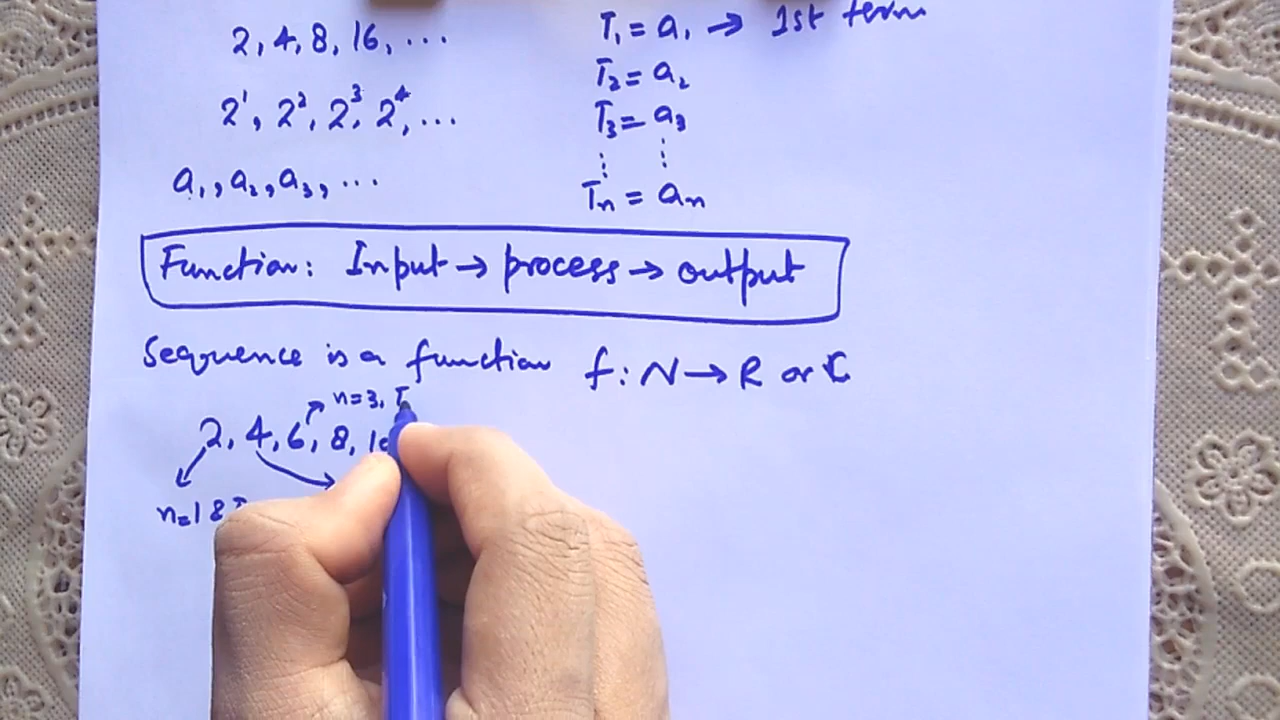 2, 4, 8, 16, ...
2¹, 2², 2³, 2⁴, ...
a₁, a₂, a₃, ...
T₁ = a₁ → 1st term
T₂ = a₂
T₃ = a₃
⋮ ⋮
Tₙ = aₙ
Function: Input → process → output
Sequence is a function f: N → R or C
n=3, T
2, 4, 6, 8, 10
n=1 &